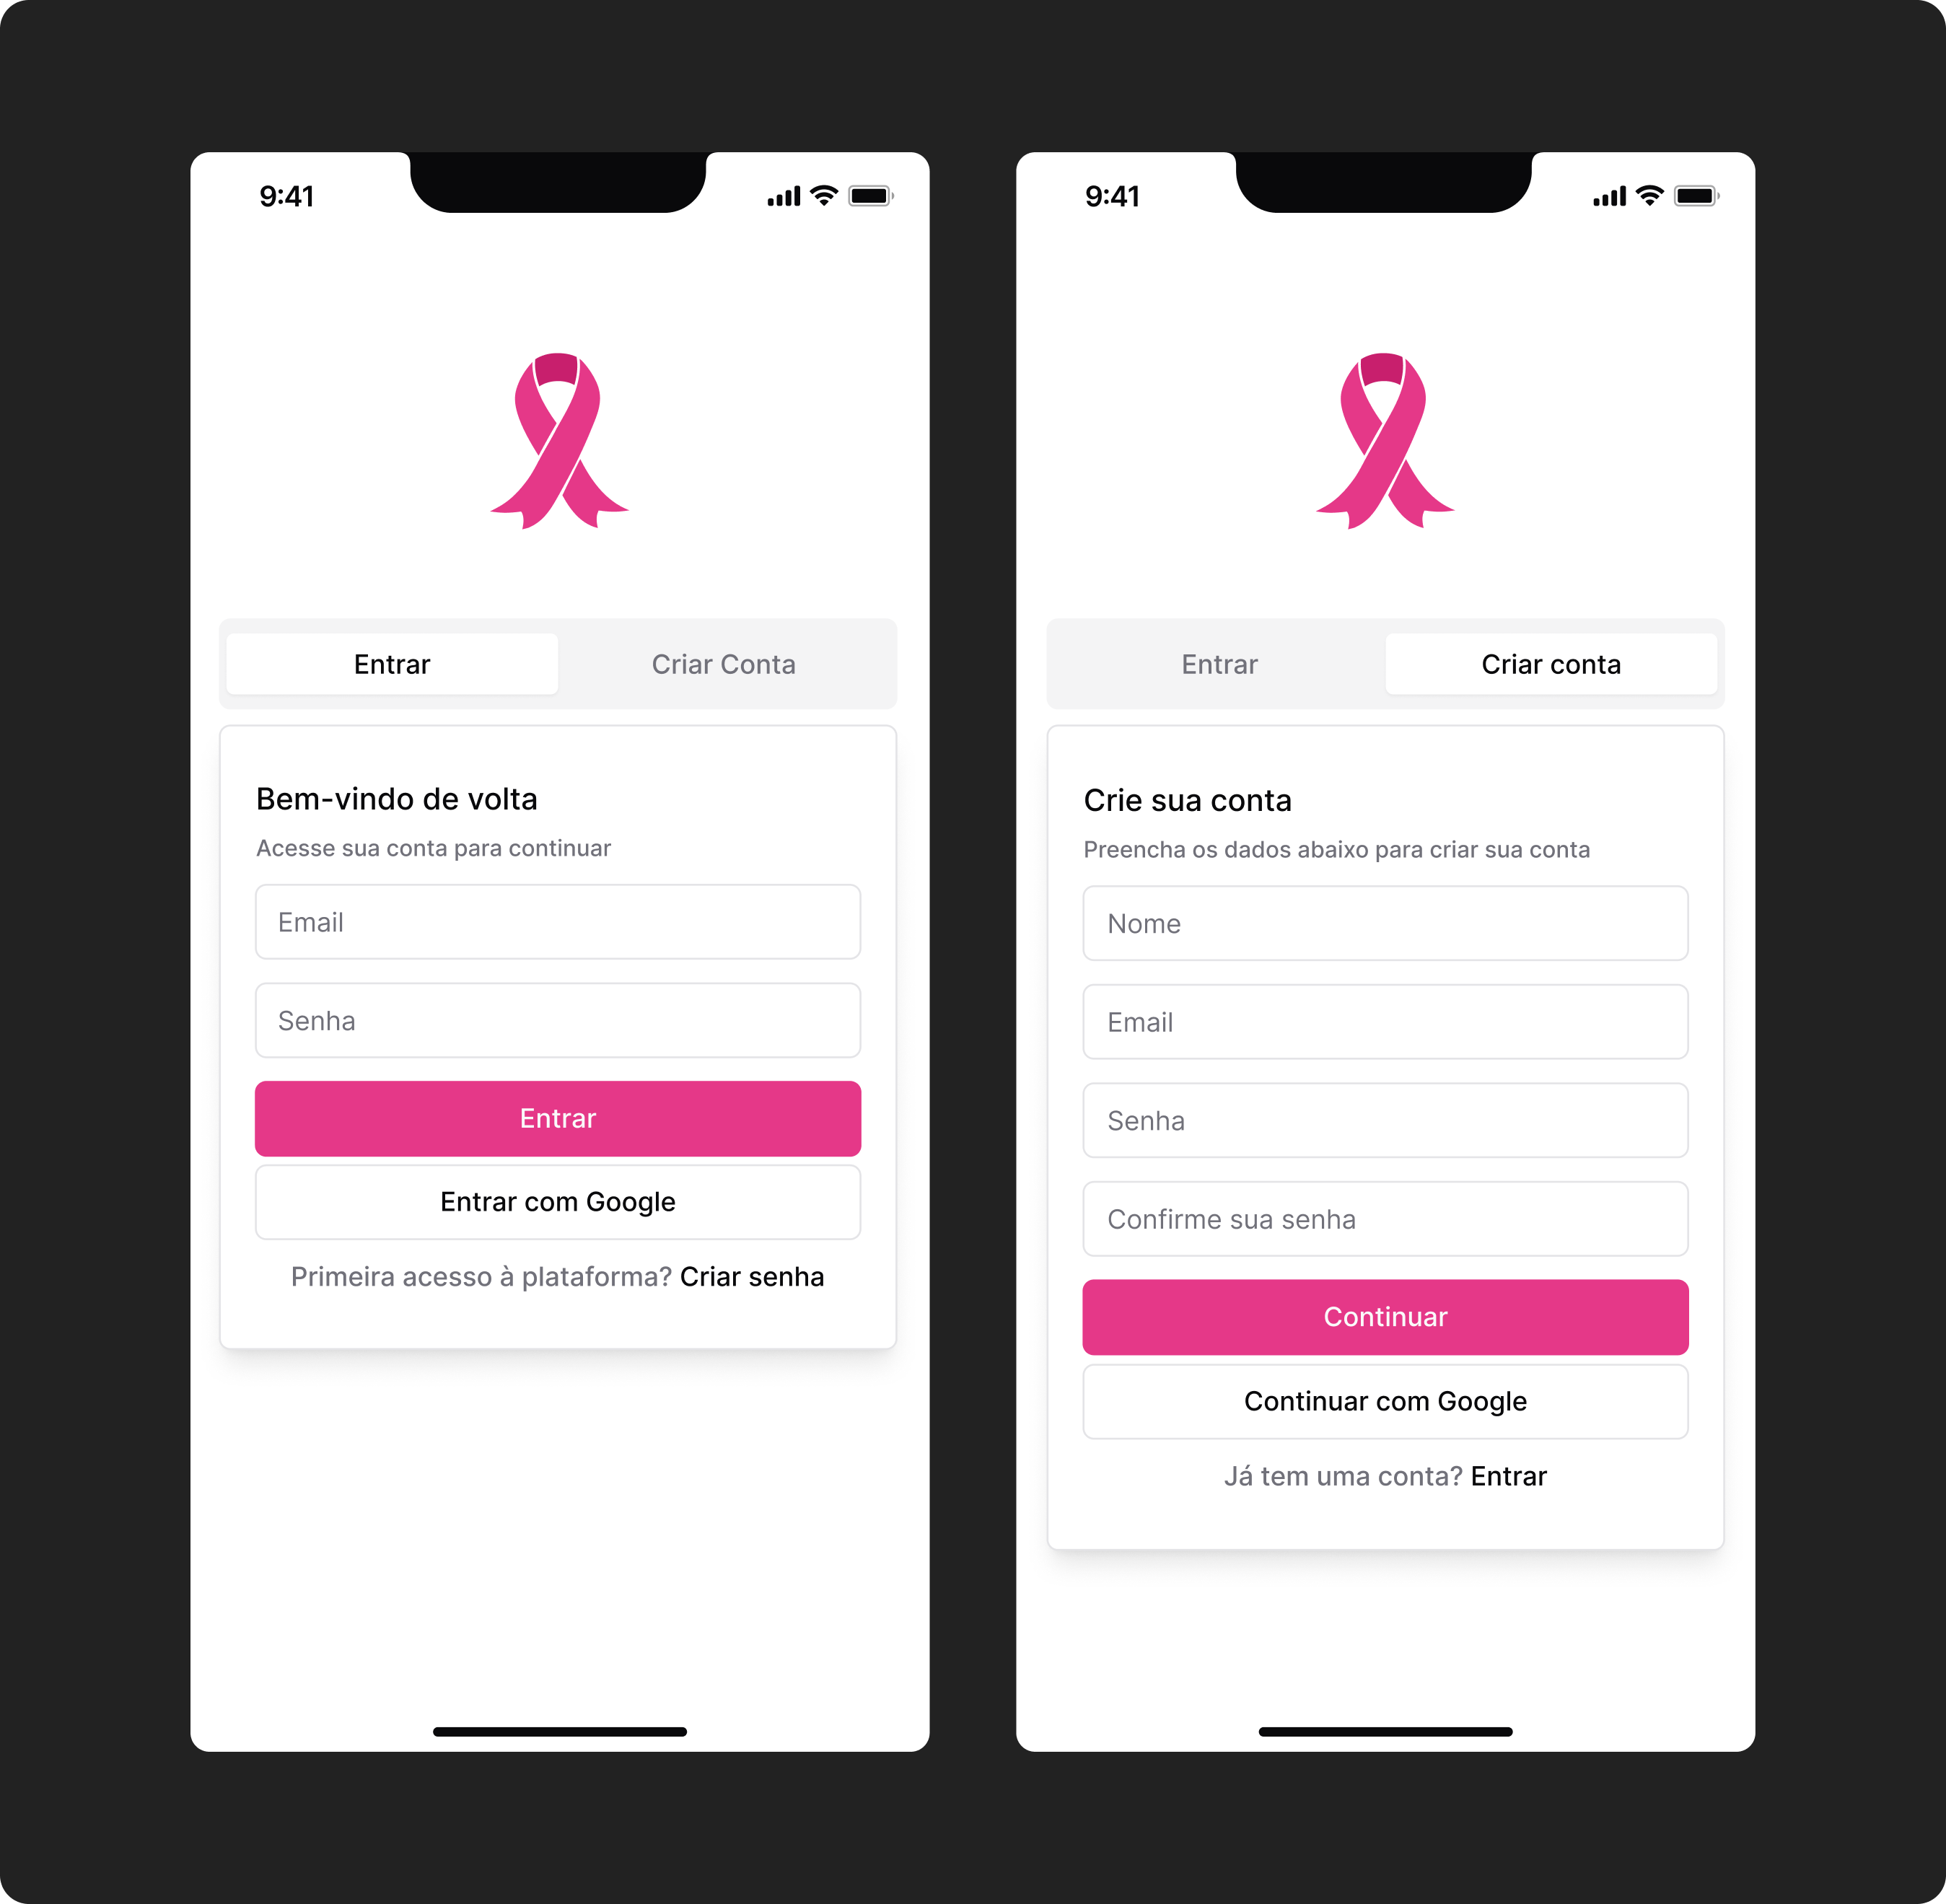 9:41
Entrar
Criar Conta
Bem-vindo de volta
Acesse sua conta para continuar
Email
Senha
Entrar
Entrar com Google
Primeira acesso à plataforma? Criar senha
9:41
Entrar
Criar conta
Crie sua conta
Preencha os dados abaixo para criar sua conta
Nome
Email
Senha
Confirme sua senha
Continuar
Continuar com Google
Já tem uma conta? Entrar